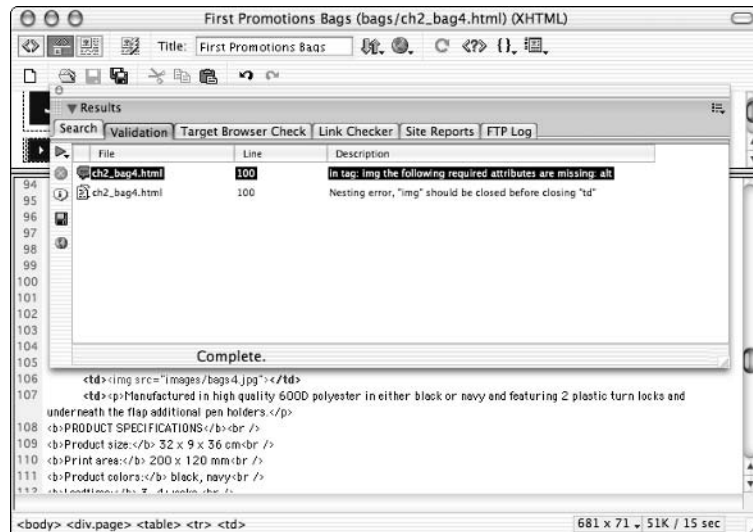 First Promotions Bags (bags/ch2_bag4.html) (XHTML)
Title: First Promotions Bags
Results
Search Validation Target Browser Check Link Checker Site Reports FTP Log
File Line Description
ch2_bag4.html 100 In tag: img the following required attributes are missing: alt
ch2_bag4.html 100 Nesting error, "img" should be closed before closing "td"
94
95
96
97
98
99
100
101
102
103
104
105
Complete.
106 <td><img src="images/bags4.jpg"></td>
107 <td><p>Manufactured in high quality 600D polyester in either black or navy and featuring 2 plastic turn locks and
underneath the flap additional pen holders.</p>
108 <b>PRODUCT SPECIFICATIONS</b><br />
109 <b>Product size:</b> 32 x 9 x 36 cm<br />
110 <b>Print area:</b> 200 x 120 mm<br />
111 <b>Product colors:</b> black, navy<br />
112
<body> <div.page> <table> <tr> <td> 681 x 71 51K / 15 sec